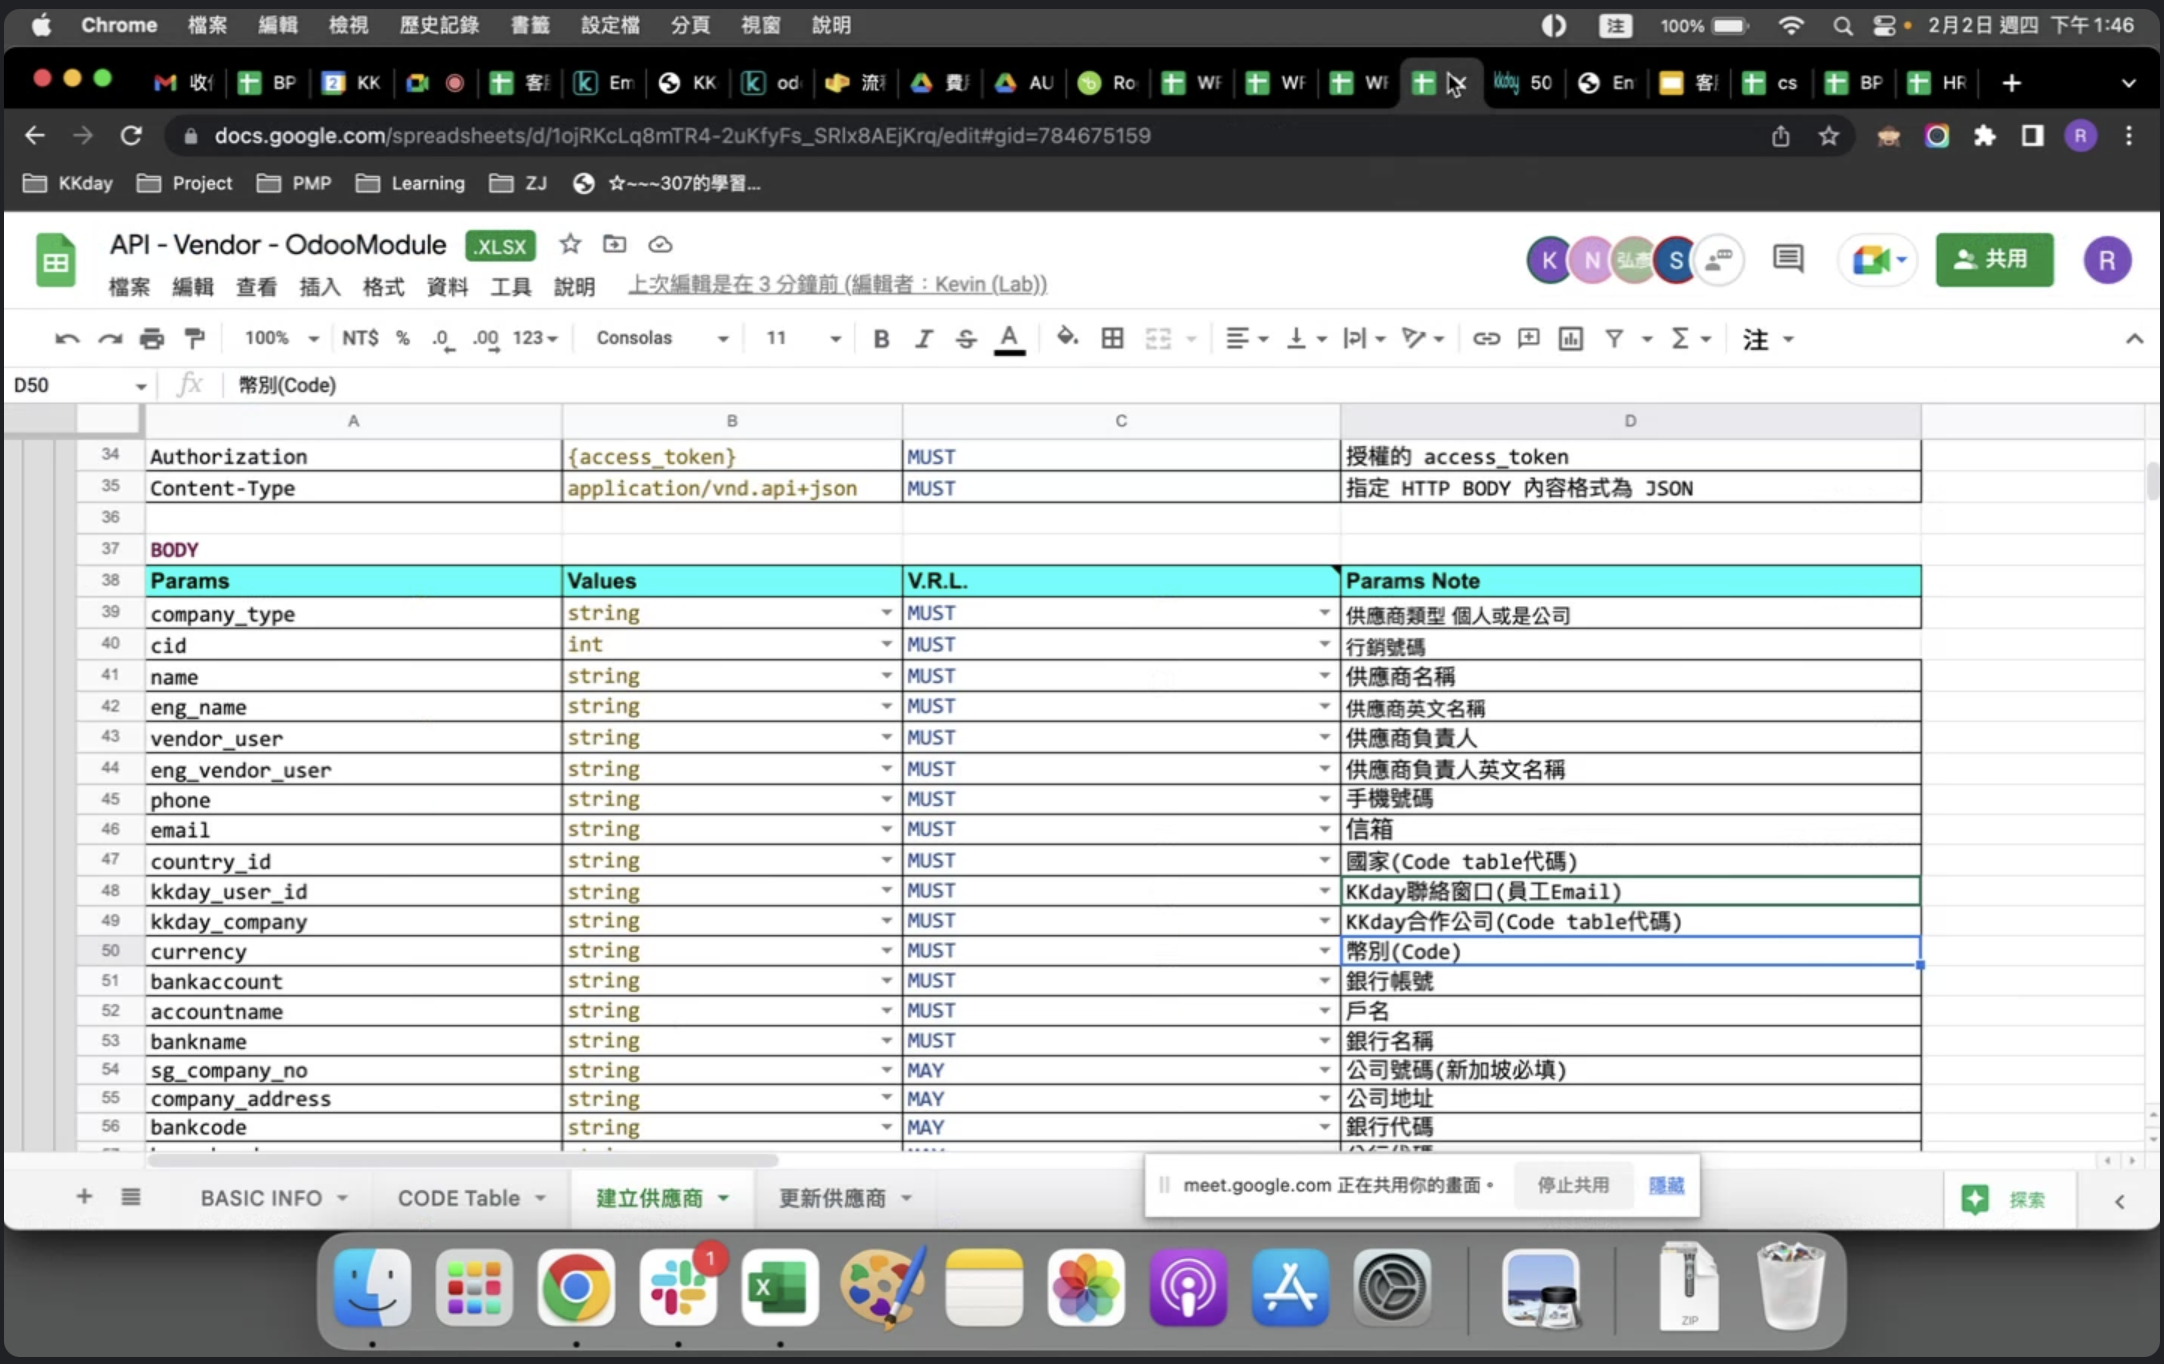 Chrome 檔案 編輯 檢視 歷史記錄 書籤 設定檔 分頁 視窗 說明 注 100% 2月2日 週四 下午1:46
收 BP 2 KK 客 Em KK od 流 費 AU Ro WF WF WF kkday 50 En 客 cs BP HR
docs.google.com/spreadsheets/d/1ojRKcLq8mTR4-2uKfyFs_SRlx8AEjKrq/edit#gid=784675159 R
KKday Project PMP Learning ZJ ☆~~~307的學習...
API - Vendor - OdooModule .XLSX K N 弘彥 S 共用 R
檔案 編輯 查看 插入 格式 資料 工具 說明 上次編輯是在 3 分鐘前 (編輯者：Kevin (Lab))
100% NT$ % .0 .00 123 Consolas 11 B I S A 注
D50 fx 幣別(Code)
A B C D
34 Authorization {access_token} MUST 授權的 access_token
35 Content-Type application/vnd.api+json MUST 指定 HTTP BODY 內容格式為 JSON
36
37 BODY
38 Params Values V.R.L. Params Note
39 company_type string MUST 供應商類型 個人或是公司
40 cid int MUST 行銷號碼
41 name string MUST 供應商名稱
42 eng_name string MUST 供應商英文名稱
43 vendor_user string MUST 供應商負責人
44 eng_vendor_user string MUST 供應商負責人英文名稱
45 phone string MUST 手機號碼
46 email string MUST 信箱
47 country_id string MUST 國家(Code table代碼)
48 kkday_user_id string MUST KKday聯絡窗口(員工Email)
49 kkday_company string MUST KKday合作公司(Code table代碼)
50 currency string MUST 幣別(Code)
51 bankaccount string MUST 銀行帳號
52 accountname string MUST 戶名
53 bankname string MUST 銀行名稱
54 sg_company_no string MAY 公司號碼(新加坡必填)
55 company_address string MAY 公司地址
56 bankcode string MAY 銀行代碼
meet.google.com 正在共用你的畫面。 停止共用 隱藏
BASIC INFO CODE Table 建立供應商 更新供應商 探索
1
ZIP